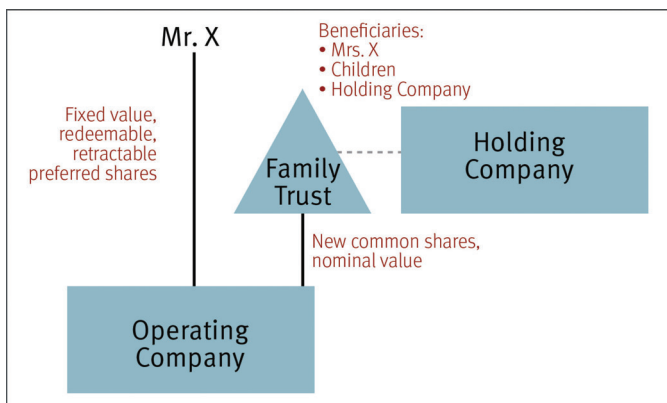 Mr. X
Beneficiaries:
• Mrs. X
• Children
• Holding Company
Fixed value,
redeemable,
retractable
preferred shares
Family
Trust
Holding
Company
New common shares,
nominal value
Operating
Company